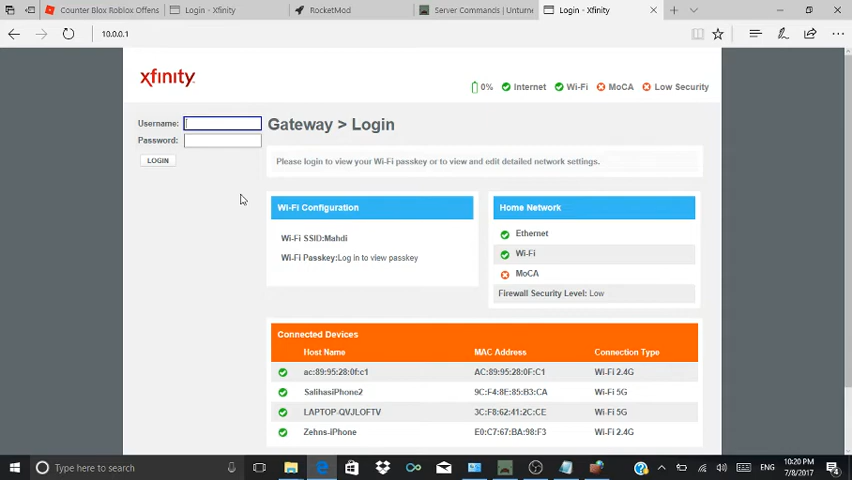 Counter Blox Roblox Offens
Login - Xfinity
RocketMod
Server Commands | Unturne
Login - Xfinity
10.0.0.1
xfinity
0%
Internet
Wi-Fi
MoCA
Low Security
Username:
Password:
LOGIN
Gateway > Login
Please login to view your Wi-Fi passkey or to view and edit detailed network settings.
Wi-Fi Configuration
Wi-Fi SSID:Mahdi
Wi-Fi Passkey:Log in to view passkey
Home Network
Ethernet
Wi-Fi
MoCA
Firewall Security Level: Low
Connected Devices
Host Name MAC Address Connection Type
ac:89:95:28:0f:c1 AC:89:95:28:0F:C1 Wi-Fi 2.4G
SalihasiPhone2 9C:F4:8E:85:B3:CA Wi-Fi 5G
LAPTOP-QVJLOFTV 3C:F8:62:41:2C:CE Wi-Fi 5G
Zehns-iPhone E0:C7:67:BA:98:F3 Wi-Fi 2.4G
Type here to search
ENG
10:20 PM
7/8/2017
4